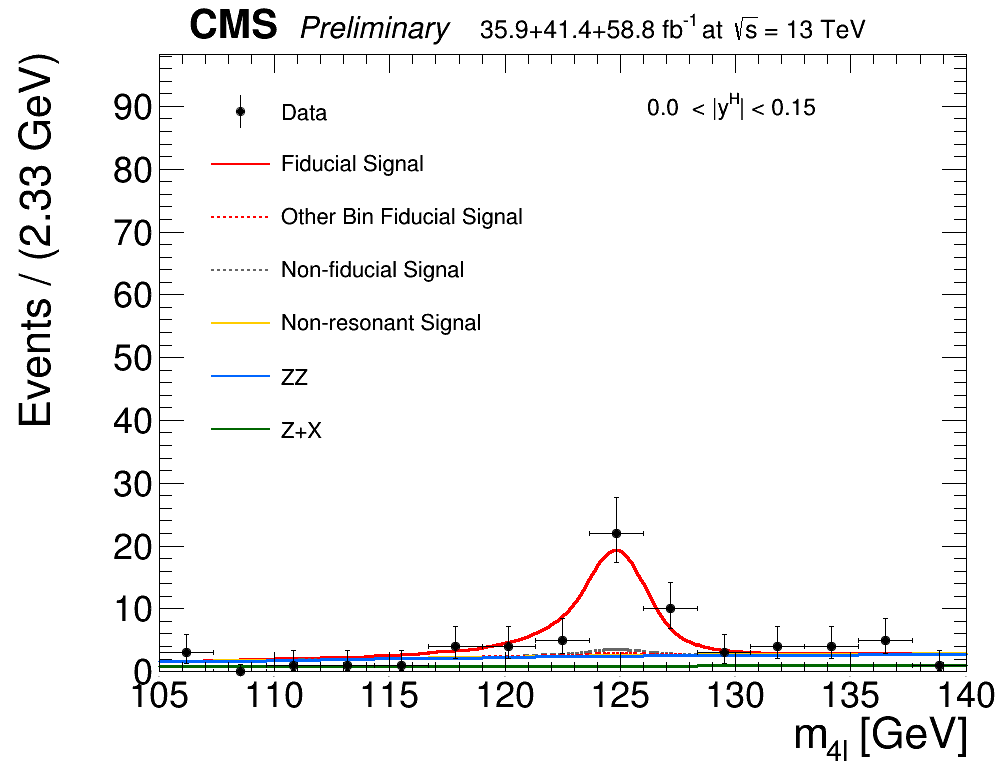 CMS Preliminary 35.9+41.4+58.8 fb⁻¹ at √s = 13 TeV
Events / (2.33 GeV)
90
80
70
60
50
40
30
20
10
0
0.0 < |yᴴ| < 0.15
Data
Fiducial Signal
Other Bin Fiducial Signal
Non-fiducial Signal
Non-resonant Signal
ZZ
Z+X
105 110 115 120 125 130 135 140
m₄ₗ [GeV]